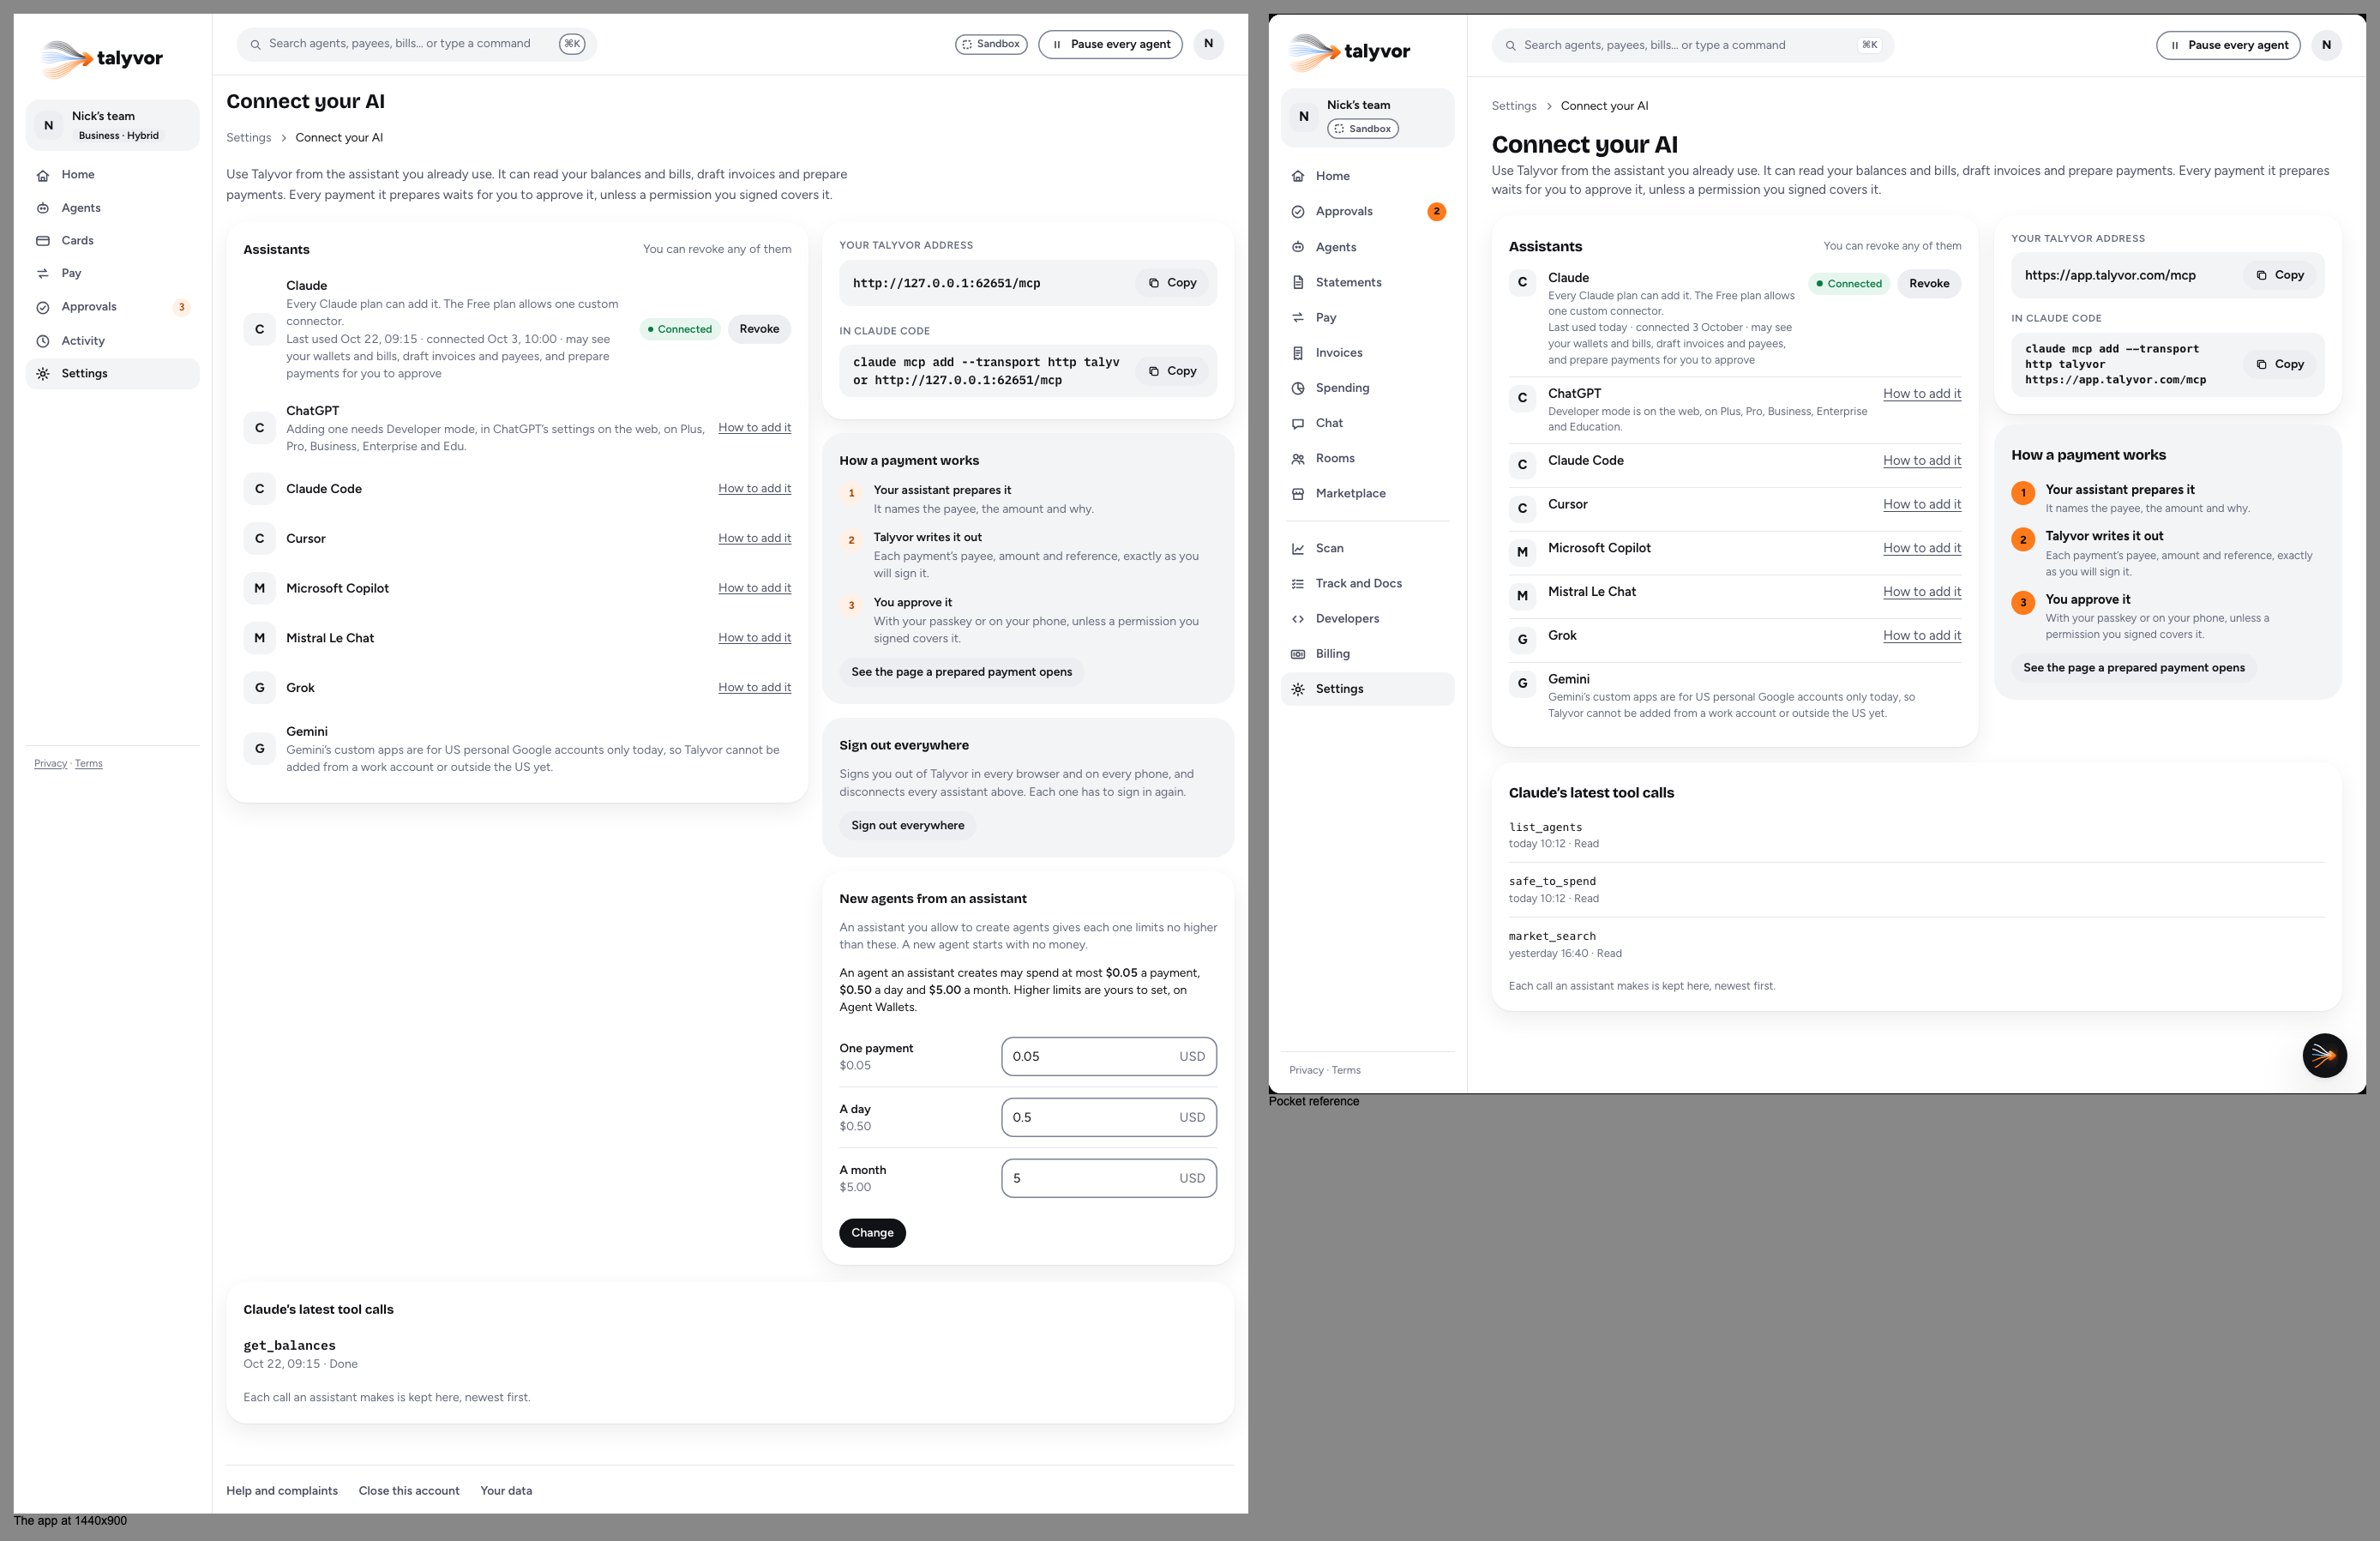 talyvor
Search agents, payees, bills... or type a command
⌘K
Sandbox
Pause every agent
N
N
Nick's team
Business · Hybrid
Home
Agents
Cards
Pay
Approvals
3
Activity
Settings
Privacy · Terms
Connect your AI
Settings > Connect your AI
Use Talyvor from the assistant you already use. It can read your balances and bills, draft invoices and prepare
payments. Every payment it prepares waits for you to approve it, unless a permission you signed covers it.
Assistants
You can revoke any of them
C
Claude
Every Claude plan can add it. The Free plan allows one custom
connector.
Last used Oct 22, 09:15 · connected Oct 3, 10:00 · may see
your wallets and bills, draft invoices and payees, and prepare
payments for you to approve
Connected
Revoke
C
ChatGPT
Adding one needs Developer mode, in ChatGPT's settings on the web, on Plus,
Pro, Business, Enterprise and Edu.
How to add it
C
Claude Code
How to add it
C
Cursor
How to add it
M
Microsoft Copilot
How to add it
M
Mistral Le Chat
How to add it
G
Grok
How to add it
G
Gemini
Gemini's custom apps are for US personal Google accounts only today, so Talyvor cannot be
added from a work account or outside the US yet.
YOUR TALYVOR ADDRESS
http://127.0.0.1:62651/mcp
Copy
IN CLAUDE CODE
claude mcp add --transport http talyv
or http://127.0.0.1:62651/mcp
Copy
How a payment works
1
Your assistant prepares it
It names the payee, the amount and why.
2
Talyvor writes it out
Each payment's payee, amount and reference, exactly as you
will sign it.
3
You approve it
With your passkey or on your phone, unless a permission you
signed covers it.
See the page a prepared payment opens
Sign out everywhere
Signs you out of Talyvor in every browser and on every phone, and
disconnects every assistant above. Each one has to sign in again.
Sign out everywhere
New agents from an assistant
An assistant you allow to create agents gives each one limits no higher
than these. A new agent starts with no money.
An agent an assistant creates may spend at most $0.05 a payment,
$0.50 a day and $5.00 a month. Higher limits are yours to set, on
Agent Wallets.
One payment
$0.05
0.05 USD
A day
$0.50
0.5 USD
A month
$5.00
5 USD
Change
Claude's latest tool calls
get_balances
Oct 22, 09:15 · Done
Each call an assistant makes is kept here, newest first.
Help and complaints
Close this account
Your data
The app at 1440x900
talyvor
Search agents, payees, bills... or type a command
⌘K
Pause every agent
N
N
Nick's team
Sandbox
Home
Approvals
2
Agents
Statements
Pay
Invoices
Spending
Chat
Rooms
Marketplace
Scan
Track and Docs
Developers
Billing
Settings
Privacy · Terms
Settings > Connect your AI
Connect your AI
Use Talyvor from the assistant you already use. It can read your balances and bills, draft invoices and prepare payments. Every payment it prepares
waits for you to approve it, unless a permission you signed covers it.
Assistants
You can revoke any of them
C
Claude
Every Claude plan can add it. The Free plan allows
one custom connector.
Last used today · connected 3 October · may see
your wallets and bills, draft invoices and payees,
and prepare payments for you to approve
Connected
Revoke
C
ChatGPT
Developer mode is on the web, on Plus, Pro, Business, Enterprise
and Education.
How to add it
C
Claude Code
How to add it
C
Cursor
How to add it
M
Microsoft Copilot
How to add it
M
Mistral Le Chat
How to add it
G
Grok
How to add it
G
Gemini
Gemini's custom apps are for US personal Google accounts only today, so
Talyvor cannot be added from a work account or outside the US yet.
YOUR TALYVOR ADDRESS
https://app.talyvor.com/mcp
Copy
IN CLAUDE CODE
claude mcp add --transport
http talyvor
https://app.talyvor.com/mcp
Copy
How a payment works
1
Your assistant prepares it
It names the payee, the amount and why.
2
Talyvor writes it out
Each payment's payee, amount and reference, exactly
as you will sign it.
3
You approve it
With your passkey or on your phone, unless a
permission you signed covers it.
See the page a prepared payment opens
Claude's latest tool calls
list_agents
today 10:12 · Read
safe_to_spend
today 10:12 · Read
market_search
yesterday 16:40 · Read
Each call an assistant makes is kept here, newest first.
Pocket reference